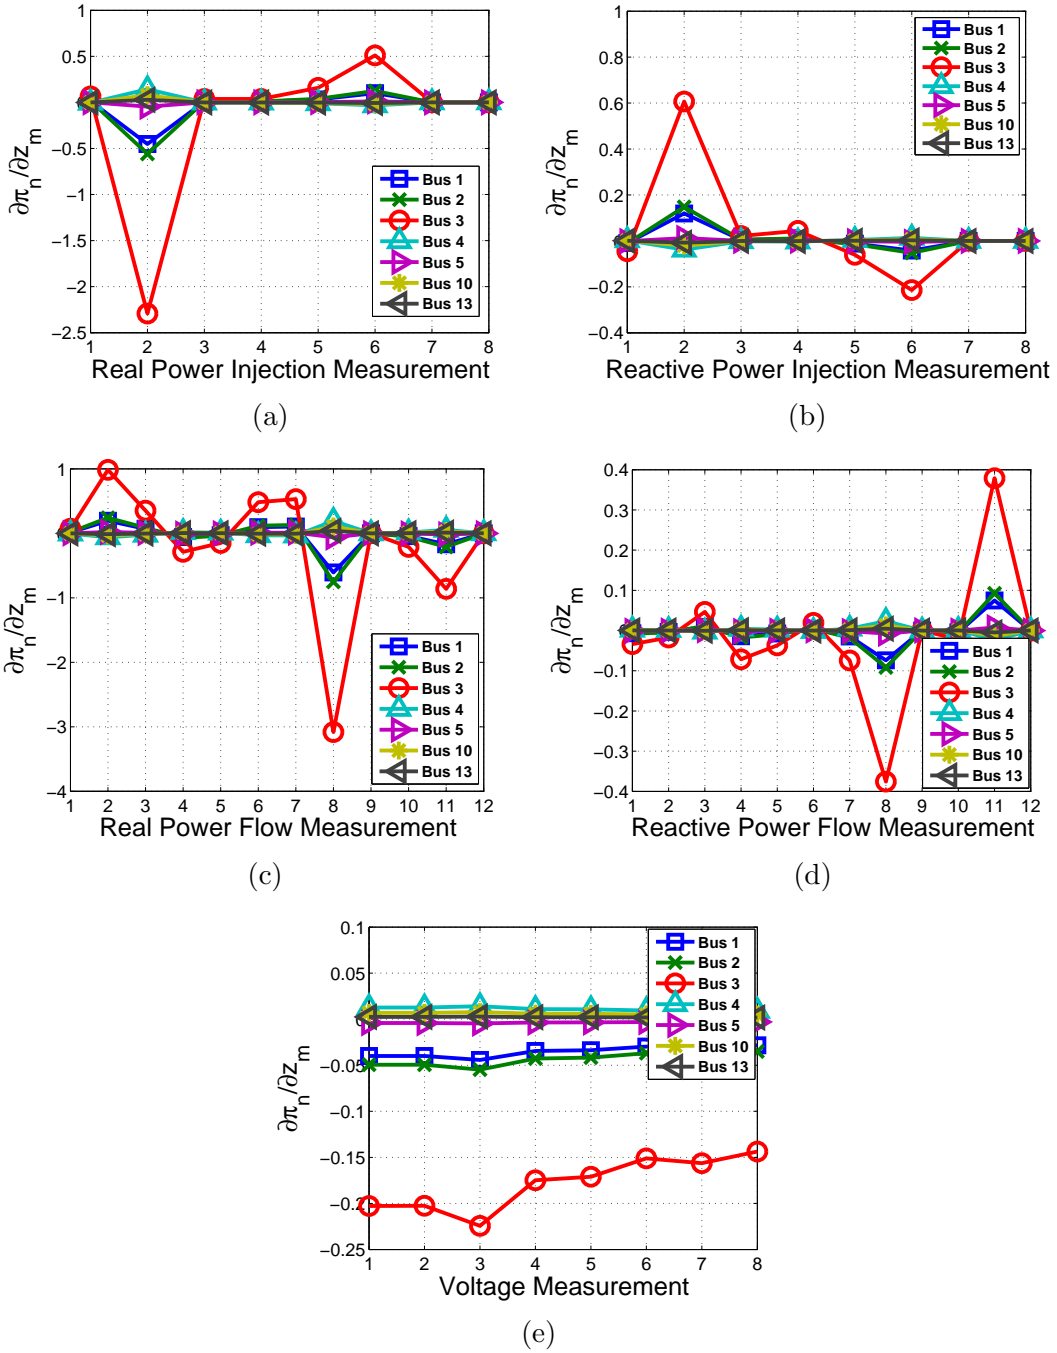 1
0.5
0
−0.5
−1
−1.5
−2
−2.5
∂π_n/∂z_m
1 2 3 4 5 6 7 8
Real Power Injection Measurement
Bus 1
Bus 2
Bus 3
Bus 4
Bus 5
Bus 10
Bus 13
(a)
1
0.8
0.6
0.4
0.2
0
−0.2
−0.4
∂π_n/∂z_m
1 2 3 4 5 6 7 8
Reactive Power Injection Measurement
Bus 1
Bus 2
Bus 3
Bus 4
Bus 5
Bus 10
Bus 13
(b)
1
0
−1
−2
−3
−4
∂π_n/∂z_m
1 2 3 4 5 6 7 8 9 10 11 12
Real Power Flow Measurement
Bus 1
Bus 2
Bus 3
Bus 4
Bus 5
Bus 10
Bus 13
(c)
0.4
0.3
0.2
0.1
0
−0.1
−0.2
−0.3
−0.4
∂π_n/∂z_m
1 2 3 4 5 6 7 8 9 10 11 12
Reactive Power Flow Measurement
Bus 1
Bus 2
Bus 3
Bus 4
Bus 5
Bus 10
Bus 13
(d)
0.1
0.05
0
−0.05
−0.1
−0.15
−0.2
−0.25
∂π_n/∂z_m
1 2 3 4 5 6 7 8
Voltage Measurement
Bus 1
Bus 2
Bus 3
Bus 4
Bus 5
Bus 10
Bus 13
(e)